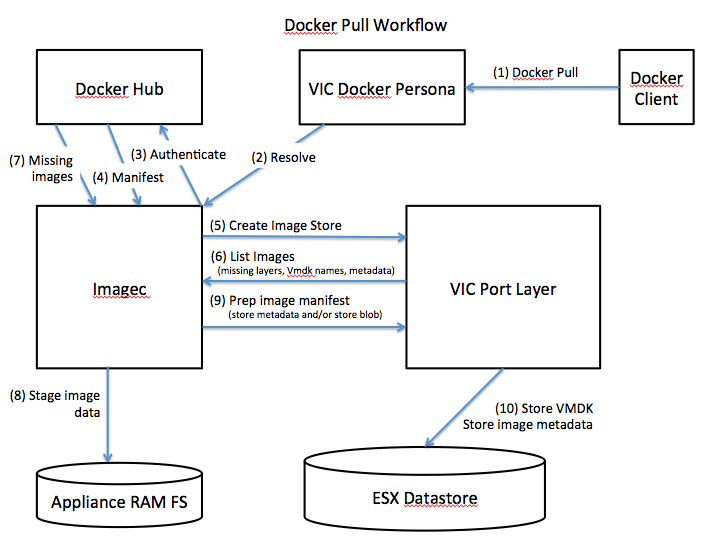 Docker Pull Workflow
Docker Hub
VIC Docker Persona
Docker
Client
(1) Docker Pull
(7) Missing
images
(4) Manifest
(3) Authenticate
(2) Resolve
(5) Create Image Store
(6) List Images
(missing layers, Vmdk names, metadata)
(9) Prep image manifest
(store metadata and/or store blob)
Imagec
VIC Port Layer
(8) Stage image
data
(10) Store VMDK
Store image metadata
Appliance RAM FS
ESX Datastore